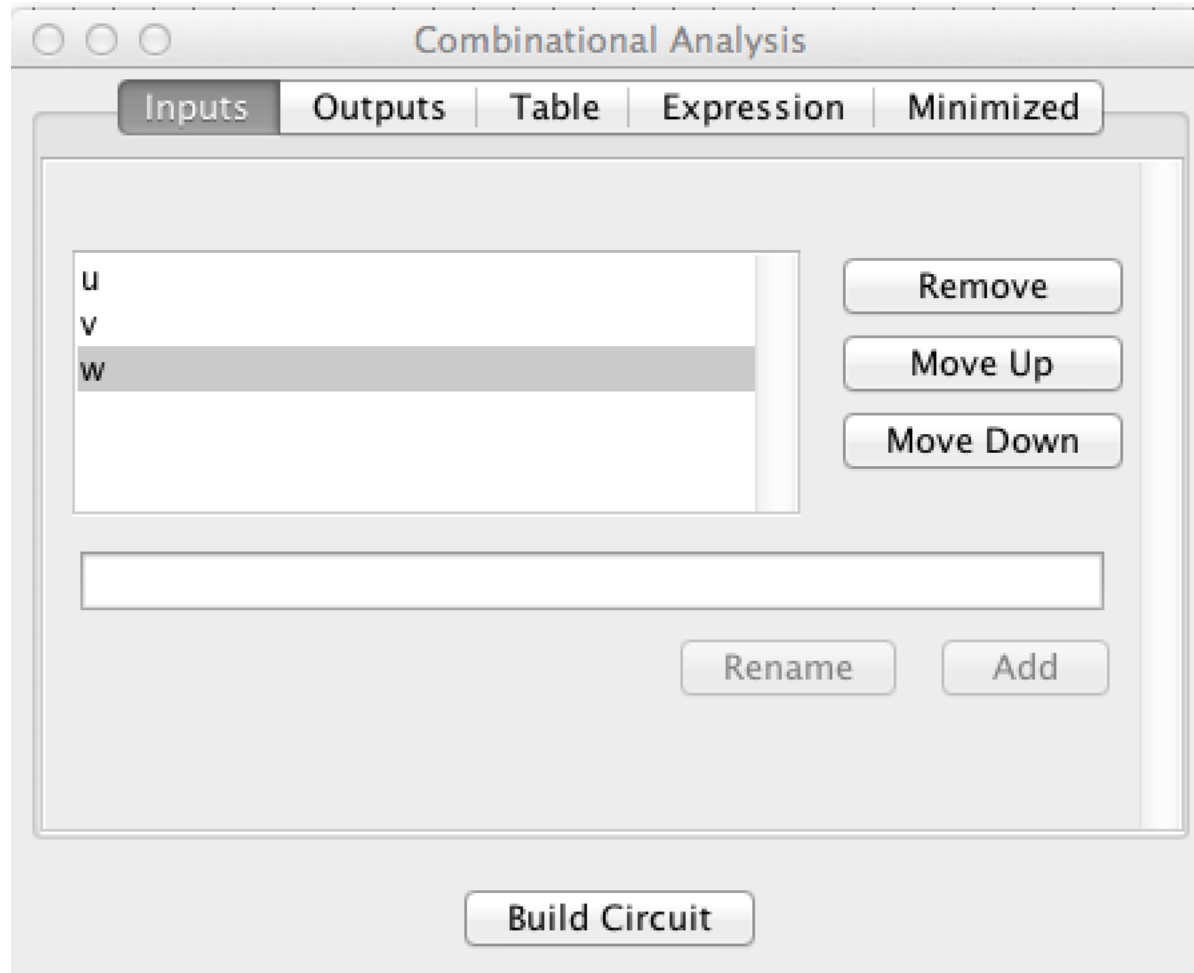 Combinational Analysis
Inputs Outputs Table Expression Minimized
u
v
w
Remove
Move Up
Move Down
Rename Add
Build Circuit